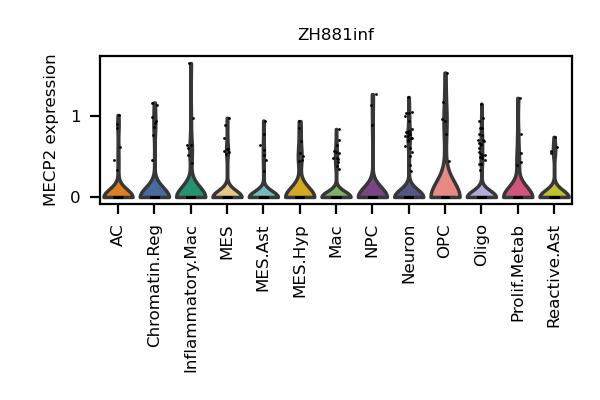 ZH881inf
MECP2 expression
1
0
AC
Chromatin.Reg
Inflammatory.Mac
MES
MES.Ast
MES.Hyp
Mac
NPC
Neuron
OPC
Oligo
Prolif.Metab
Reactive.Ast